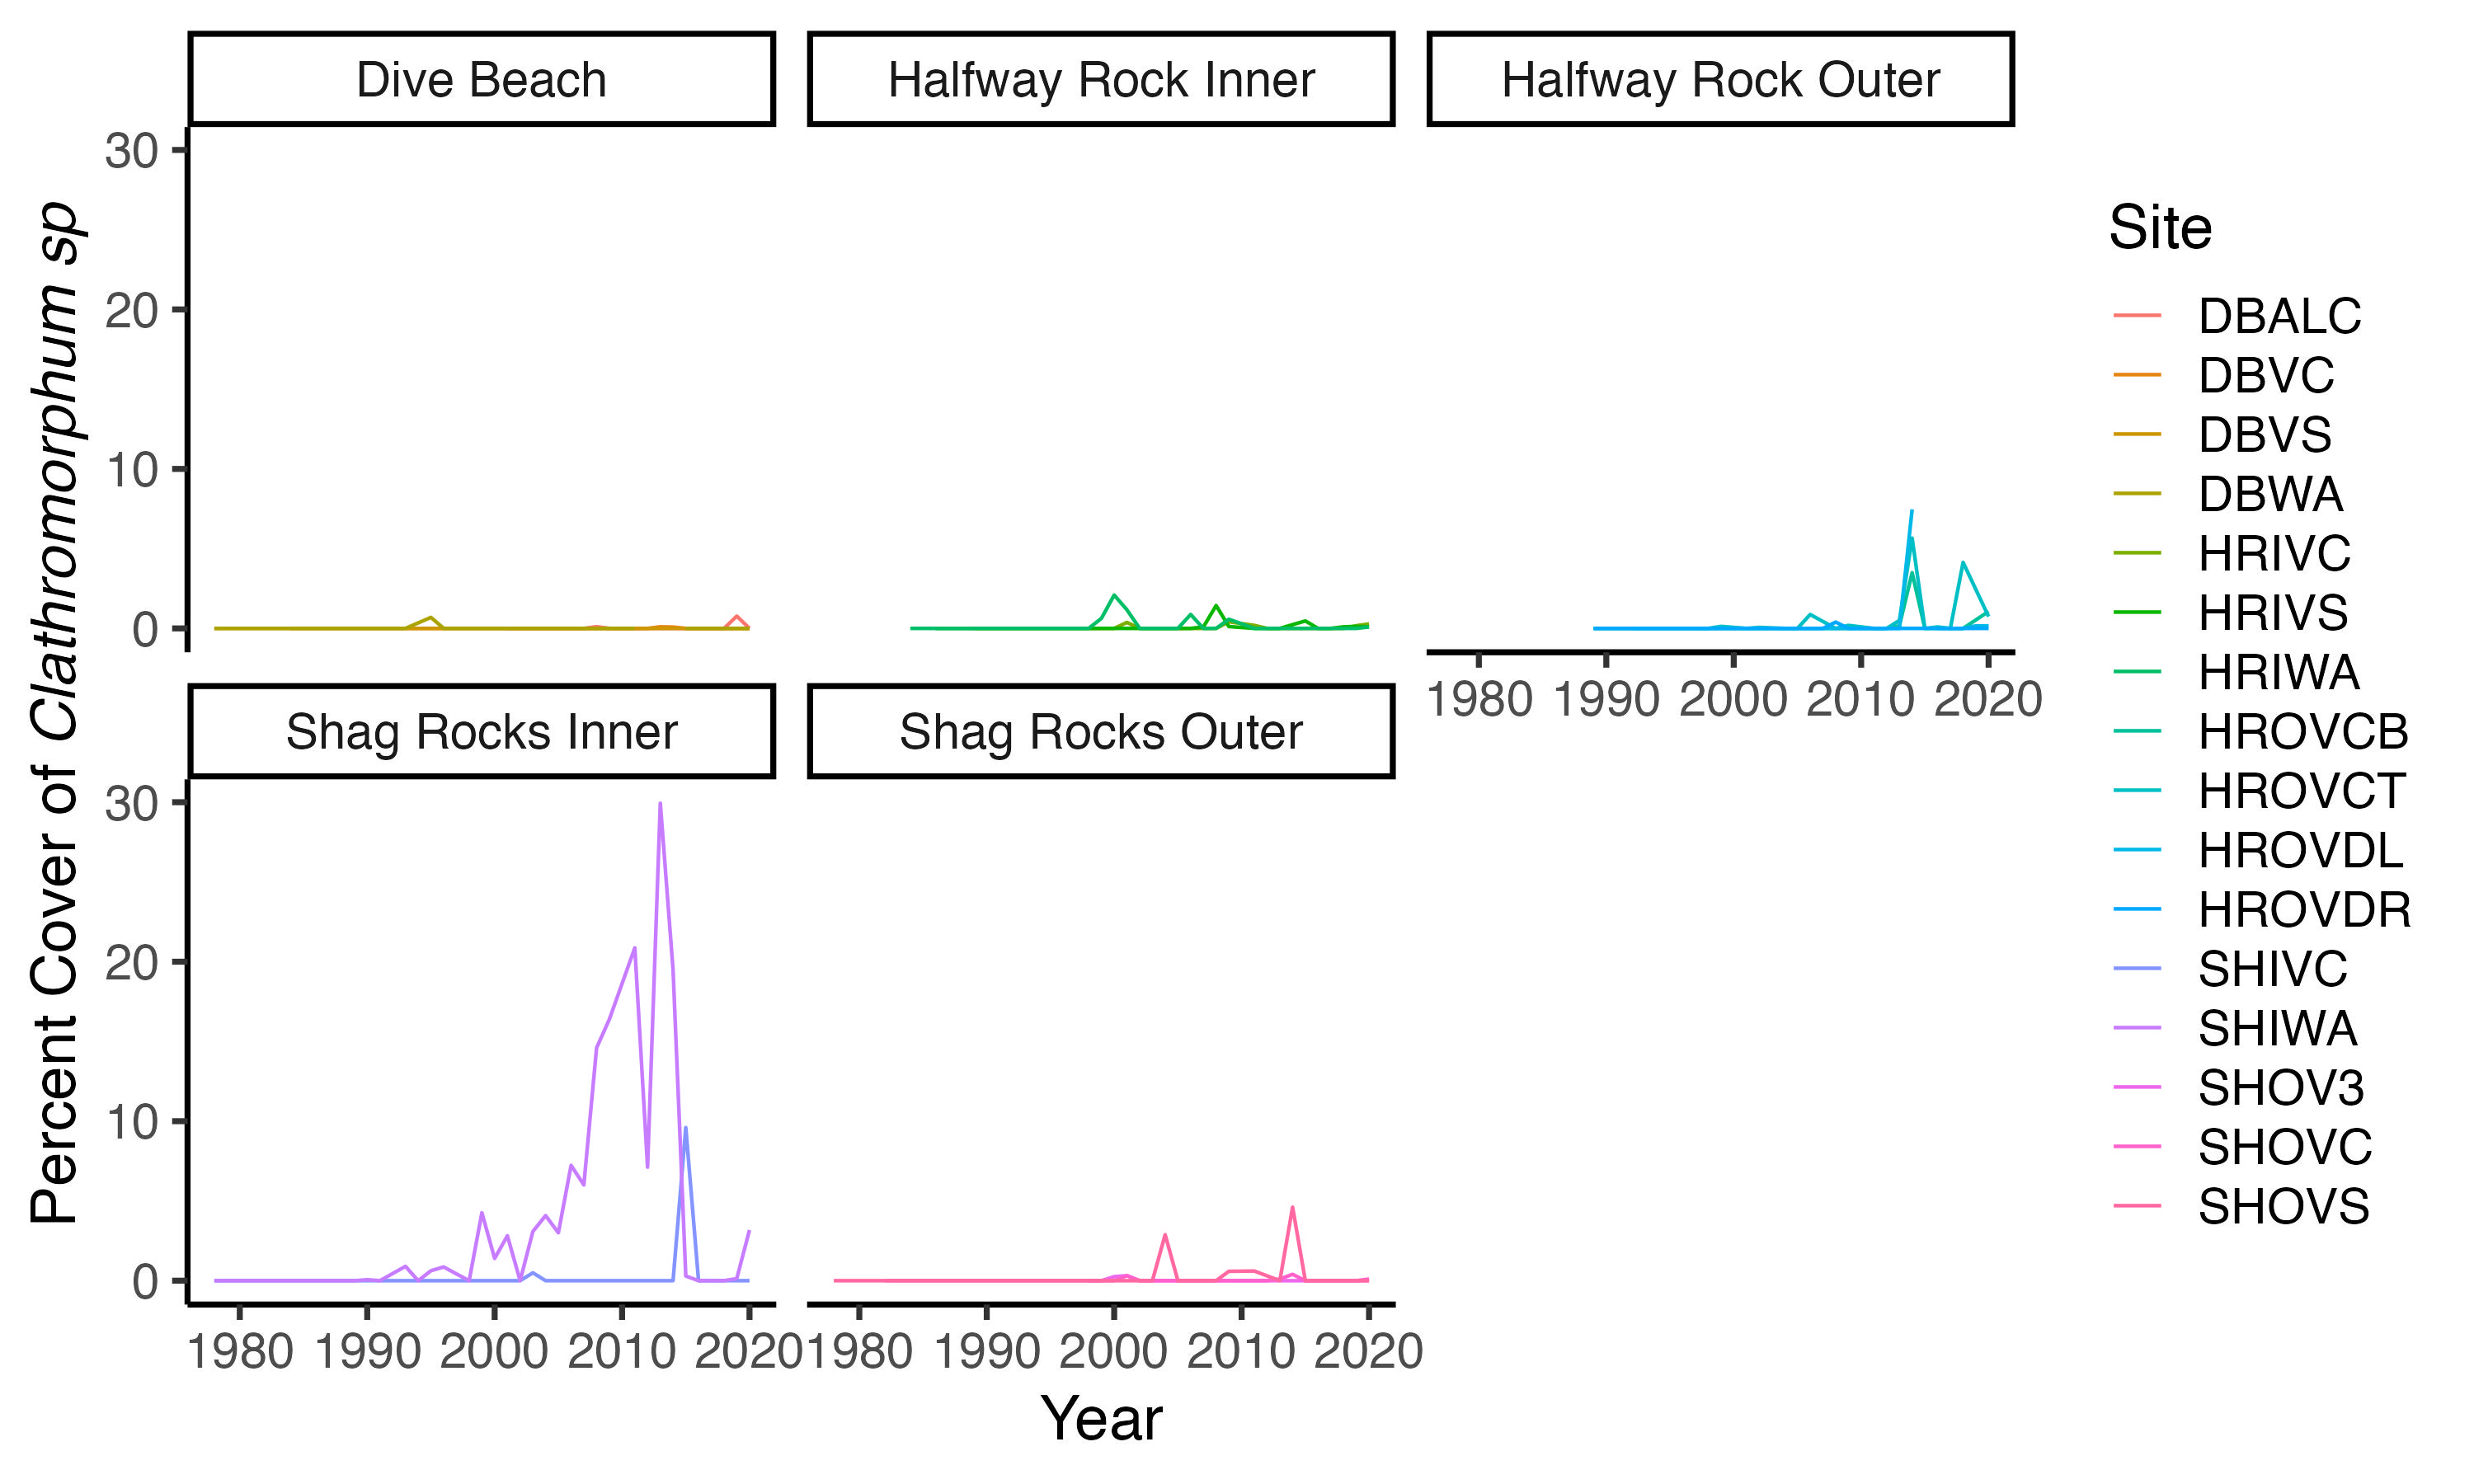 Dive Beach
Halfway Rock Inner
Halfway Rock Outer
30
20
10
0
1980 1990 2000 2010 2020
Shag Rocks Inner
Shag Rocks Outer
30
20
10
0
1980 1990 2000 2010 2020
1980 1990 2000 2010 2020
Year
Percent Cover of Clathromorphum sp
Site
DBALC
DBVC
DBVS
DBWA
HRIVC
HRIVS
HRIWA
HROVCB
HROVCT
HROVDL
HROVDR
SHIVC
SHIWA
SHOV3
SHOVC
SHOVS